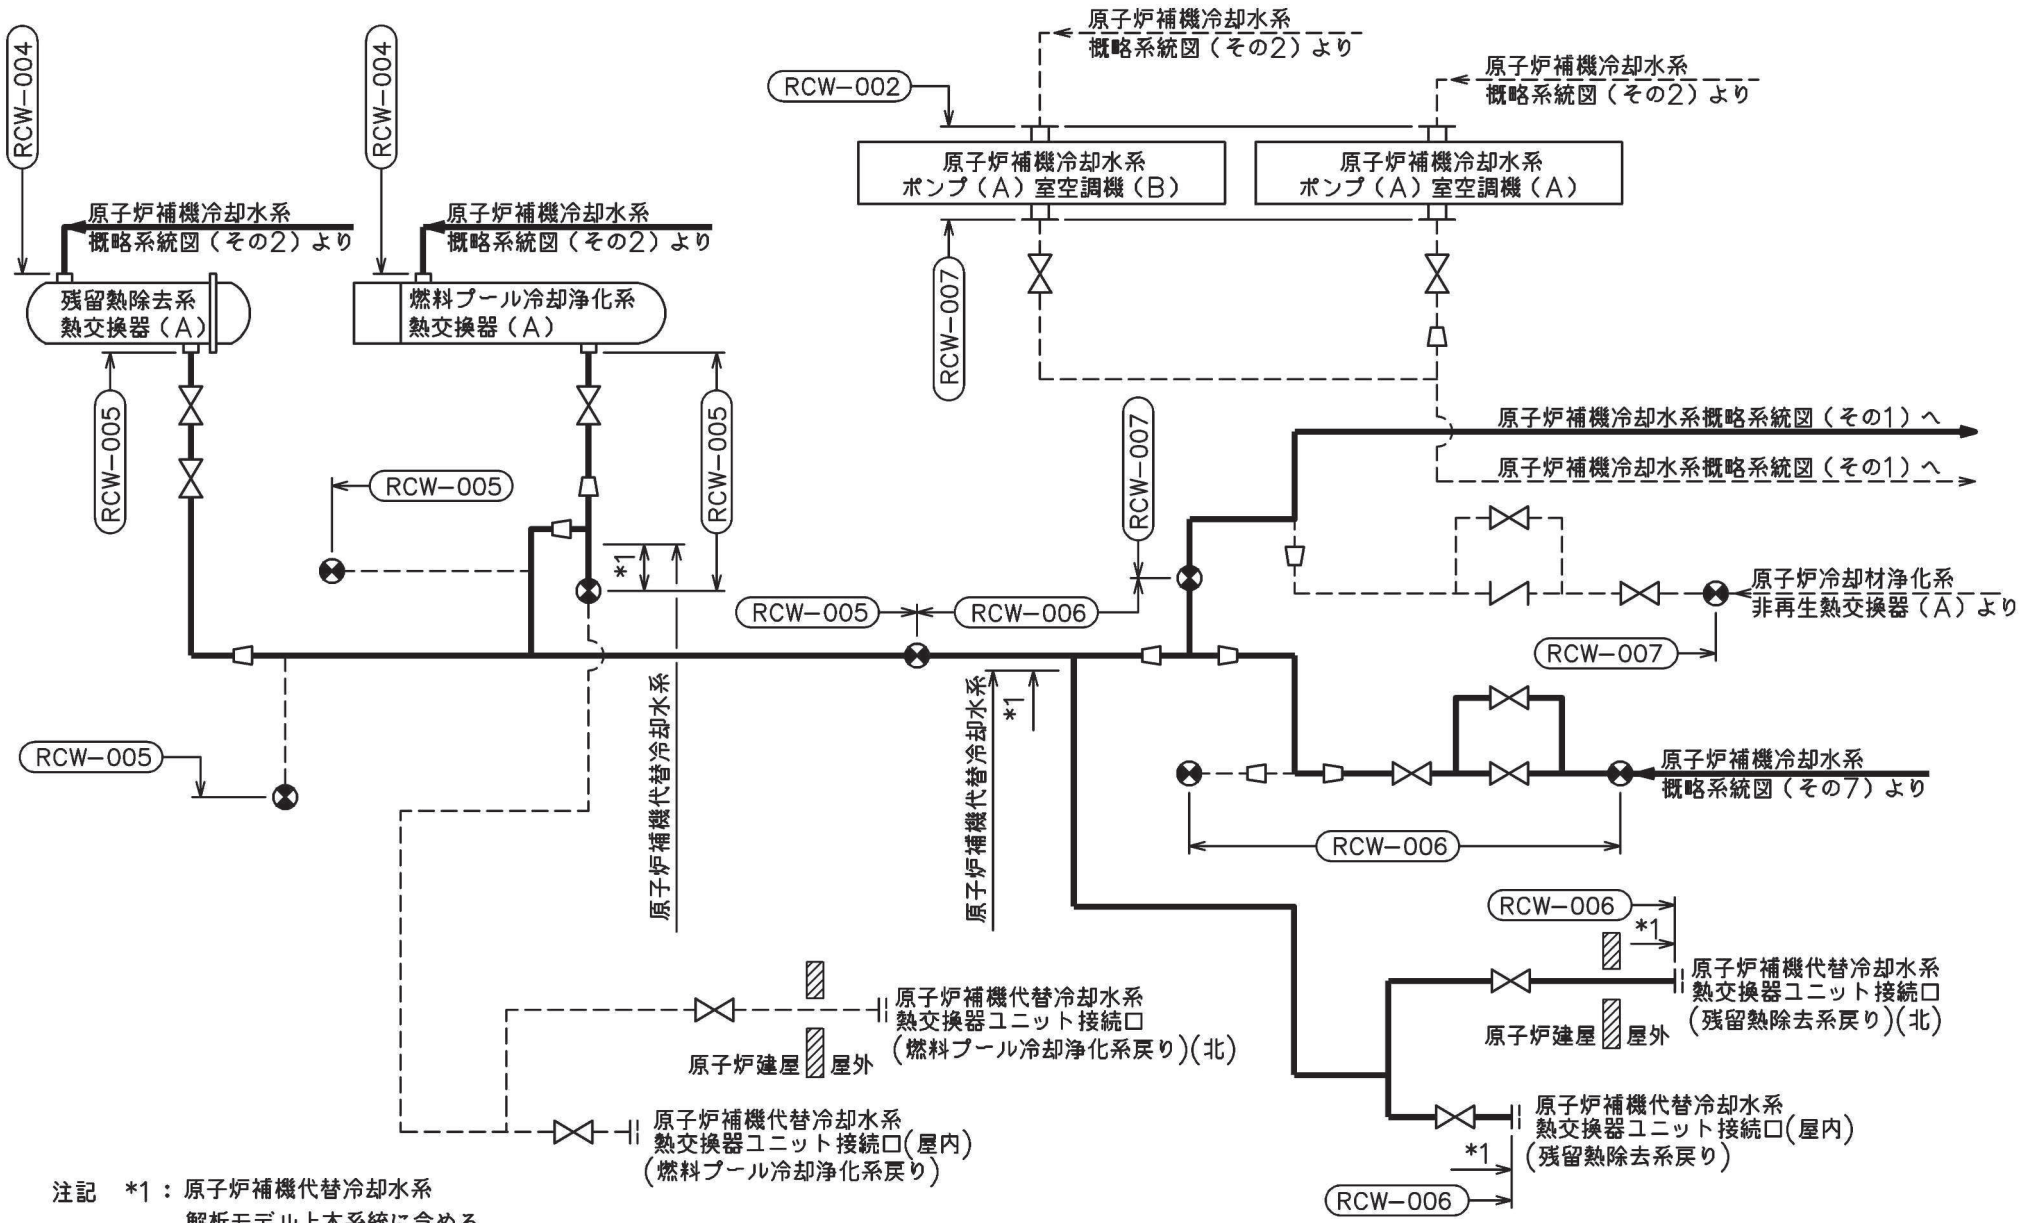 RCW-004
RCW-004
原子炉補機冷却水系
概略系統図(その2)より
原子炉補機冷却水系
概略系統図(その2)より
RCW-002
原子炉補機冷却水系
ポンプ(A)室空調機(B)
原子炉補機冷却水系
ポンプ(A)室空調機(A)
原子炉補機冷却水系
概略系統図(その2)より
原子炉補機冷却水系
概略系統図(その2)より
残留熱除去系
熱交換器(A)
燃料プール冷却浄化系
熱交換器(A)
RCW-007
RCW-005
RCW-005
RCW-005
RCW-007
原子炉補機冷却水系概略系統図(その1)へ
原子炉補機冷却水系概略系統図(その1)へ
*1
RCW-005
RCW-006
原子炉冷却材浄化系
非再生熱交換器(A)より
RCW-007
原子炉補機代替冷却水系
原子炉補機代替冷却水系
*1
RCW-005
原子炉補機冷却水系
概略系統図(その7)より
RCW-006
RCW-006
*1
原子炉補機代替冷却水系
熱交換器ユニット接続口
(残留熱除去系戻り)(北)
原子炉建屋
屋外
原子炉補機代替冷却水系
熱交換器ユニット接続口
(燃料プール冷却浄化系戻り)(北)
原子炉建屋
屋外
原子炉補機代替冷却水系
熱交換器ユニット接続口(屋内)
(燃料プール冷却浄化系戻り)
原子炉補機代替冷却水系
熱交換器ユニット接続口(屋内)
(残留熱除去系戻り)
*1
RCW-006
注記 *1:原子炉補機代替冷却水系
解析モデル上本系統に含める